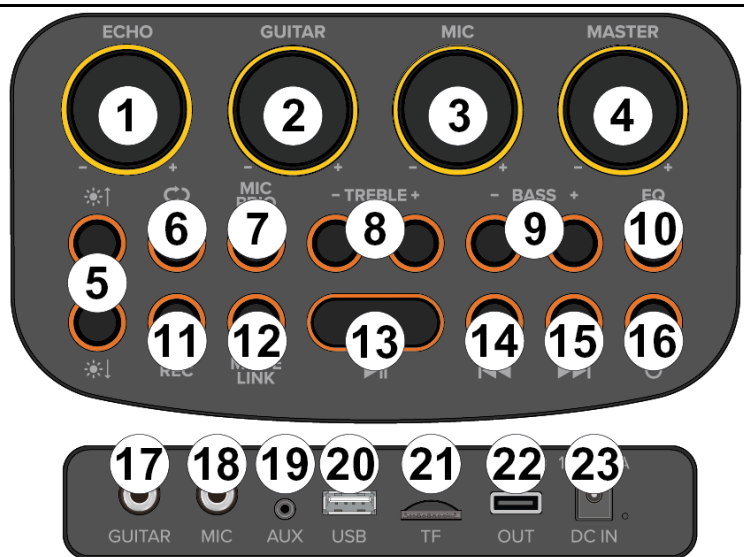 ECHO GUITAR MIC MASTER
1 2 3 4
- + - + - + - +
MIC - TREBLE + - BASS + EQ
6 7 8 9 10
5
11 12 13 14 15 16
REC
LINK
17 18 19 20 21 22 23
GUITAR MIC AUX USB TF OUT DC IN